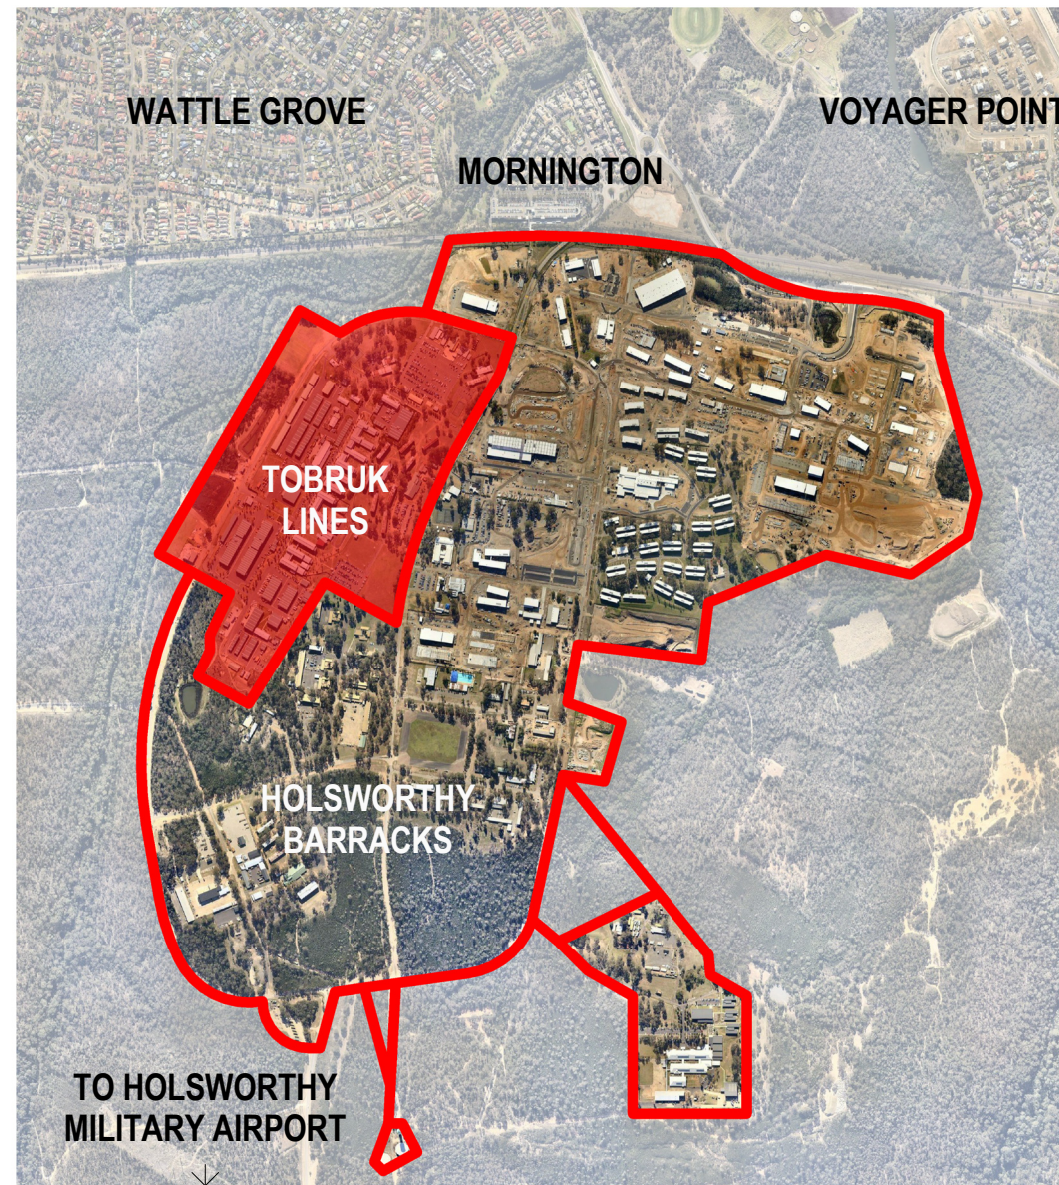 WATTLE GROVE
VOYAGER POINT
MORNINGTON
TOBRUK
LINES
HOLSWORTHY
BARRACKS
TO HOLSWORTHY
MILITARY AIRPORT